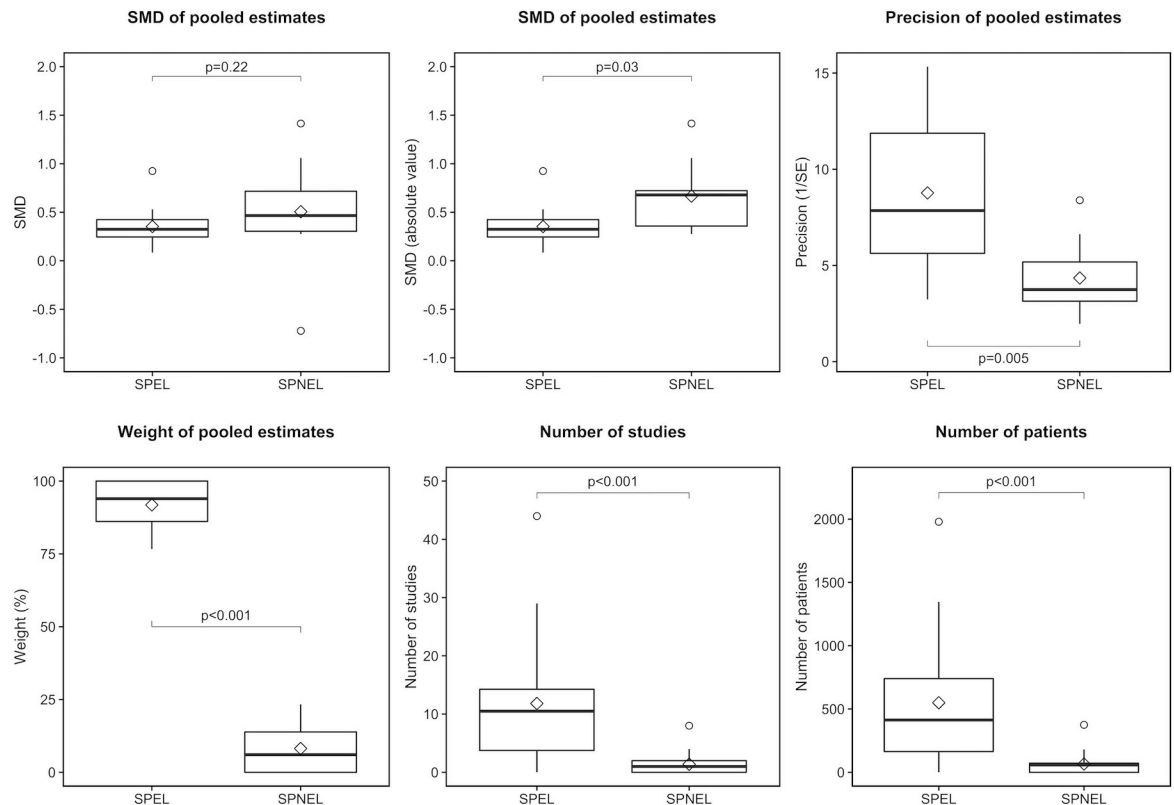 SMD of pooled estimates
2.0
1.5
1.0
0.5
0.0
-0.5
-1.0
SMD
p=0.22
SPEL
SPNEL
SMD of pooled estimates
2.0
1.5
1.0
0.5
0.0
-0.5
-1.0
SMD (absolute value)
p=0.03
SPEL
SPNEL
Precision of pooled estimates
15
10
5
0
Precision (1/SE)
p=0.005
SPEL
SPNEL
Weight of pooled estimates
100
75
50
25
0
Weight (%)
p<0.001
SPEL
SPNEL
Number of studies
50
40
30
20
10
0
Number of studies
p<0.001
SPEL
SPNEL
Number of patients
2000
1500
1000
500
0
Number of patients
p<0.001
SPEL
SPNEL